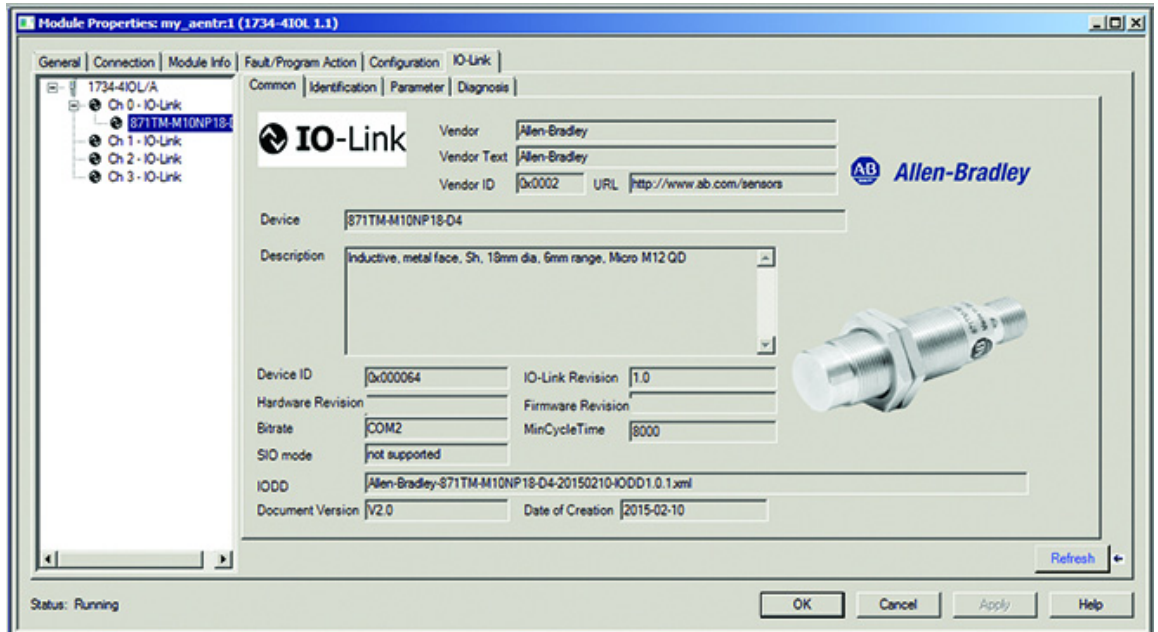 Module Properties: my_aentr:1 (1734-4IOL 1.1)
General Connection Module Info Fault/Program Action Configuration IO-Link
1734-4IOL/A
Ch 0 - IO-Link
871TM-M10NP18-
Ch 1 - IO-Link
Ch 2 - IO-Link
Ch 3 - IO-Link
Common Identification Parameter Diagnosis
IO-Link
Vendor Allen-Bradley
Vendor Text Allen-Bradley
Vendor ID 0x0002 URL http://www.ab.com/sensors
AB Allen-Bradley
Device 871TM-M10NP18-D4
Description Inductive, metal face, Sh, 18mm dia, 6mm range, Micro M12 QD
Device ID 0x000064 IO-Link Revision 1.0
Hardware Revision Firmware Revision
Bitrate COM2 MinCycleTime 8000
SIO mode not supported
IODD Allen-Bradley-871TM-M10NP18-D4-20150210-IODD1.0.1.xml
Document Version V2.0 Date of Creation 2015-02-10
Refresh
Status: Running OK Cancel Apply Help